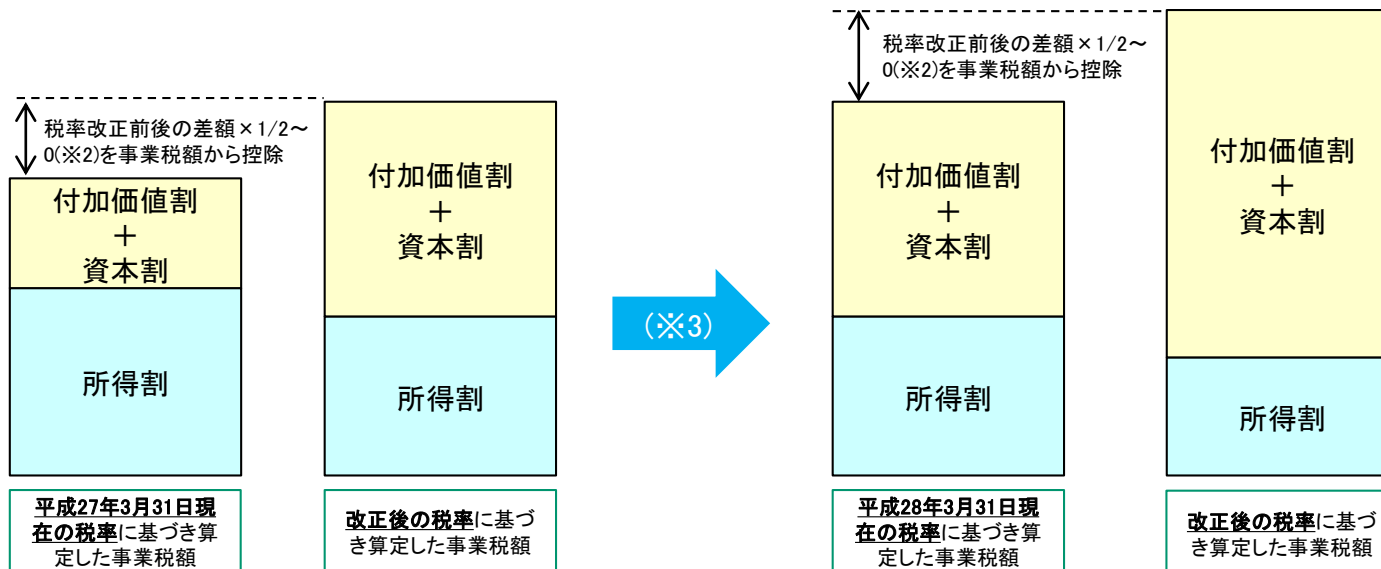 税率改正前後の差額×1/2~
0(※2)を事業税額から控除
付加価値割
+
資本割
所得割
平成27年3月31日現
在の税率に基づき算
定した事業税額
付加価値割
+
資本割
所得割
改正後の税率に基づ
き算定した事業税額
(※3)
税率改正前後の差額×1/2~
0(※2)を事業税額から控除
付加価値割
+
資本割
所得割
平成28年3月31日現
在の税率に基づき算
定した事業税額
付加価値割
+
資本割
所得割
改正後の税率に基づ
き算定した事業税額